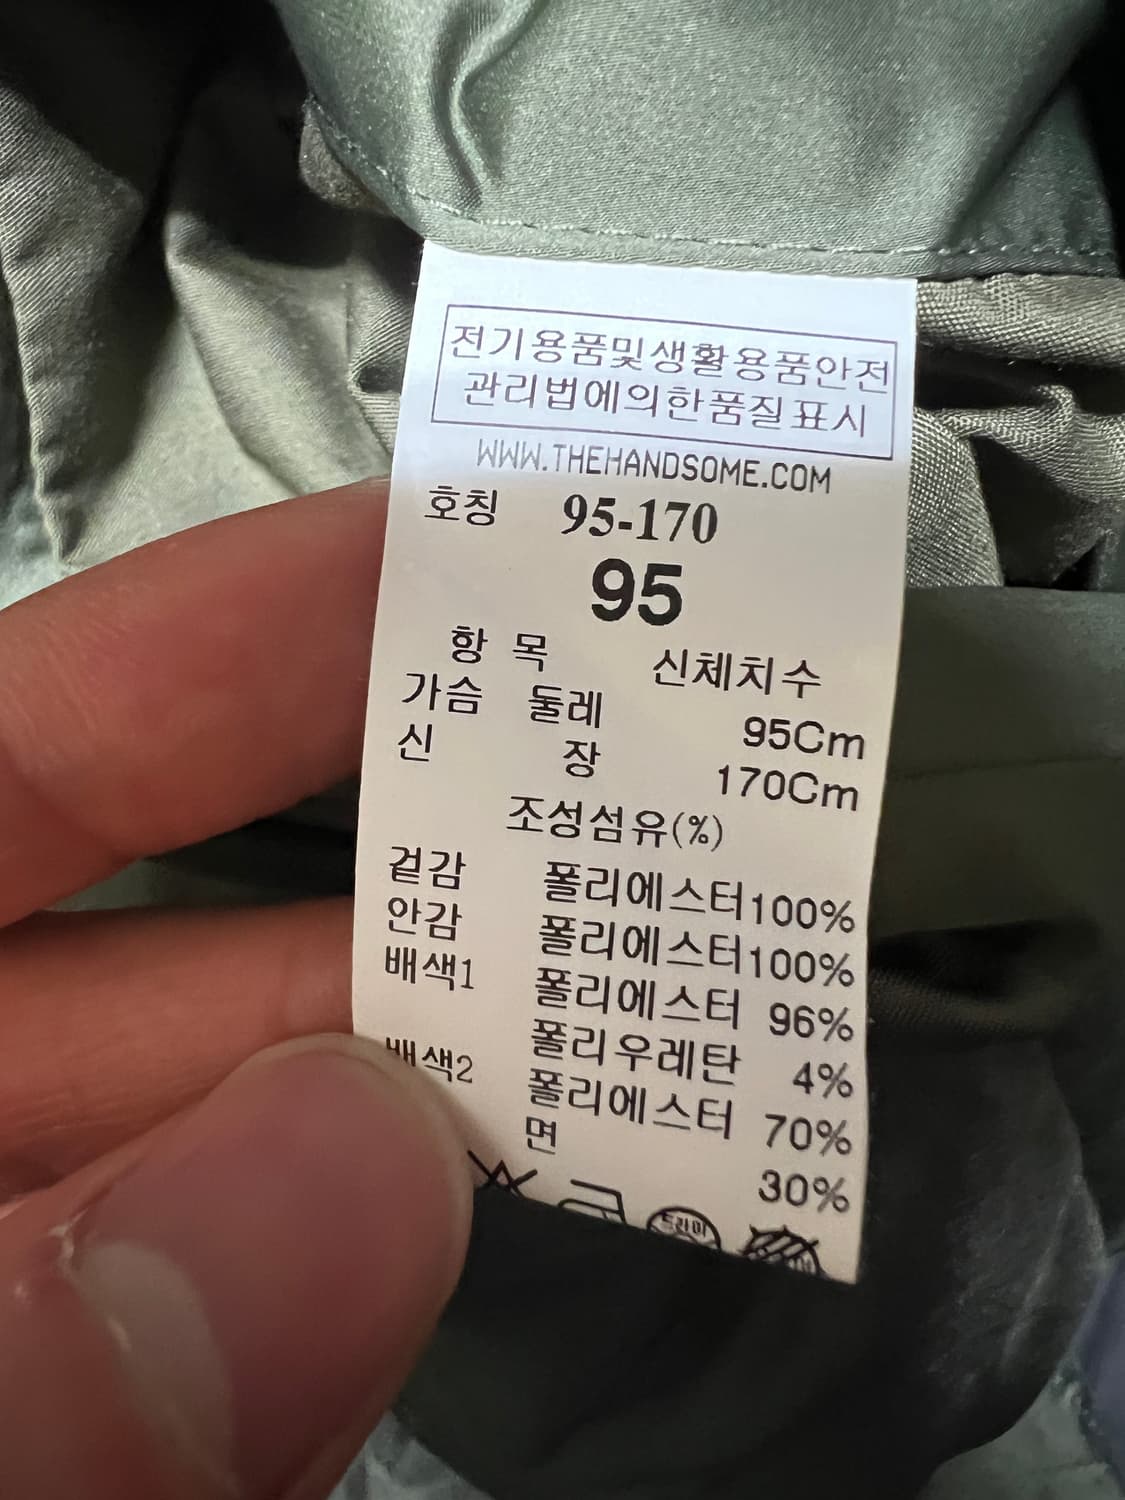 전기용품및생활용품안전
관리법에의한품질표시
WWW.THEHANDSOME.COM
호칭 95-170
95
항 목 신체치수
가슴 둘레 95Cm
신 장 170Cm
조성섬유(%)
겉감 폴리에스터100%
안감 폴리에스터100%
배색1 폴리에스터 96%
폴리우레탄 4%
배색2 폴리에스터 70%
면 30%
드라이